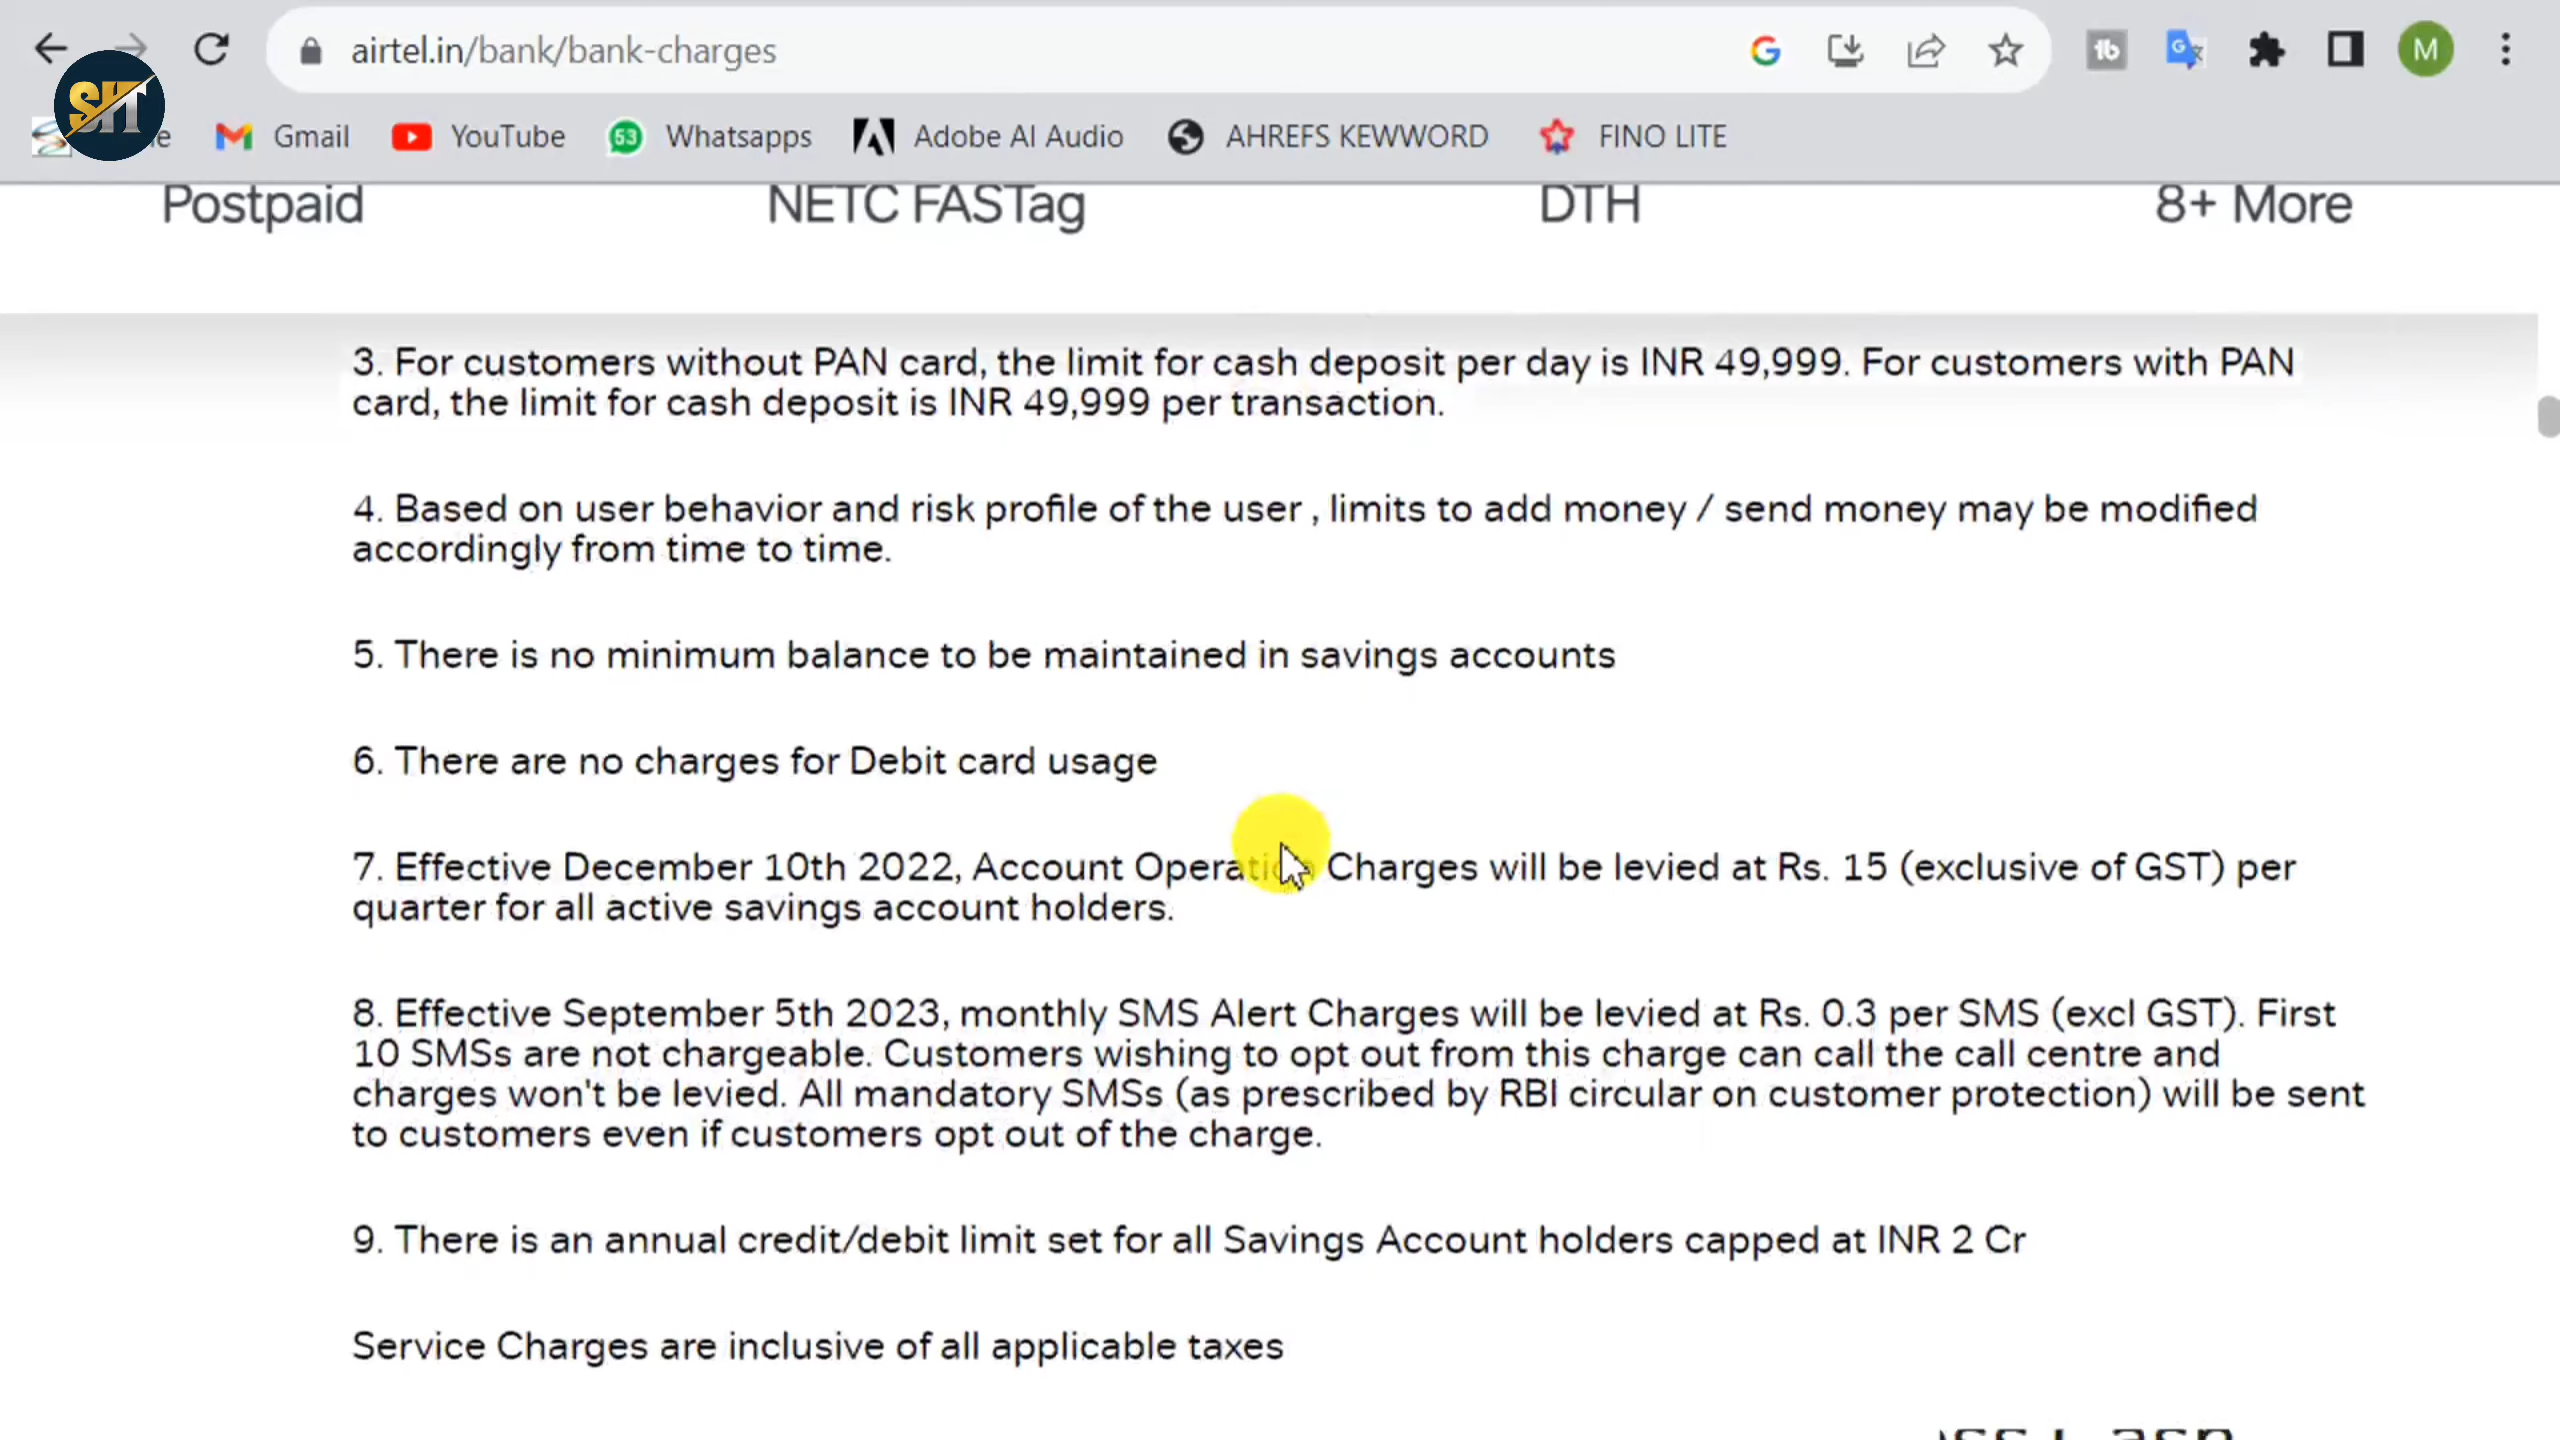 airtel.in/bank/bank-charges
M
SHT
Gmail YouTube 53 Whatsapps Adobe AI Audio AHREFS KEWWORD FINO LITE
Postpaid NETC FASTag DTH 8+ More
3. For customers without PAN card, the limit for cash deposit per day is INR 49,999. For customers with PAN
card, the limit for cash deposit is INR 49,999 per transaction.
4. Based on user behavior and risk profile of the user , limits to add money / send money may be modified
accordingly from time to time.
5. There is no minimum balance to be maintained in savings accounts
6. There are no charges for Debit card usage
7. Effective December 10th 2022, Account Operation Charges will be levied at Rs. 15 (exclusive of GST) per
quarter for all active savings account holders.
8. Effective September 5th 2023, monthly SMS Alert Charges will be levied at Rs. 0.3 per SMS (excl GST). First
10 SMSs are not chargeable. Customers wishing to opt out from this charge can call the call centre and
charges won't be levied. All mandatory SMSs (as prescribed by RBI circular on customer protection) will be sent
to customers even if customers opt out of the charge.
9. There is an annual credit/debit limit set for all Savings Account holders capped at INR 2 Cr
Service Charges are inclusive of all applicable taxes